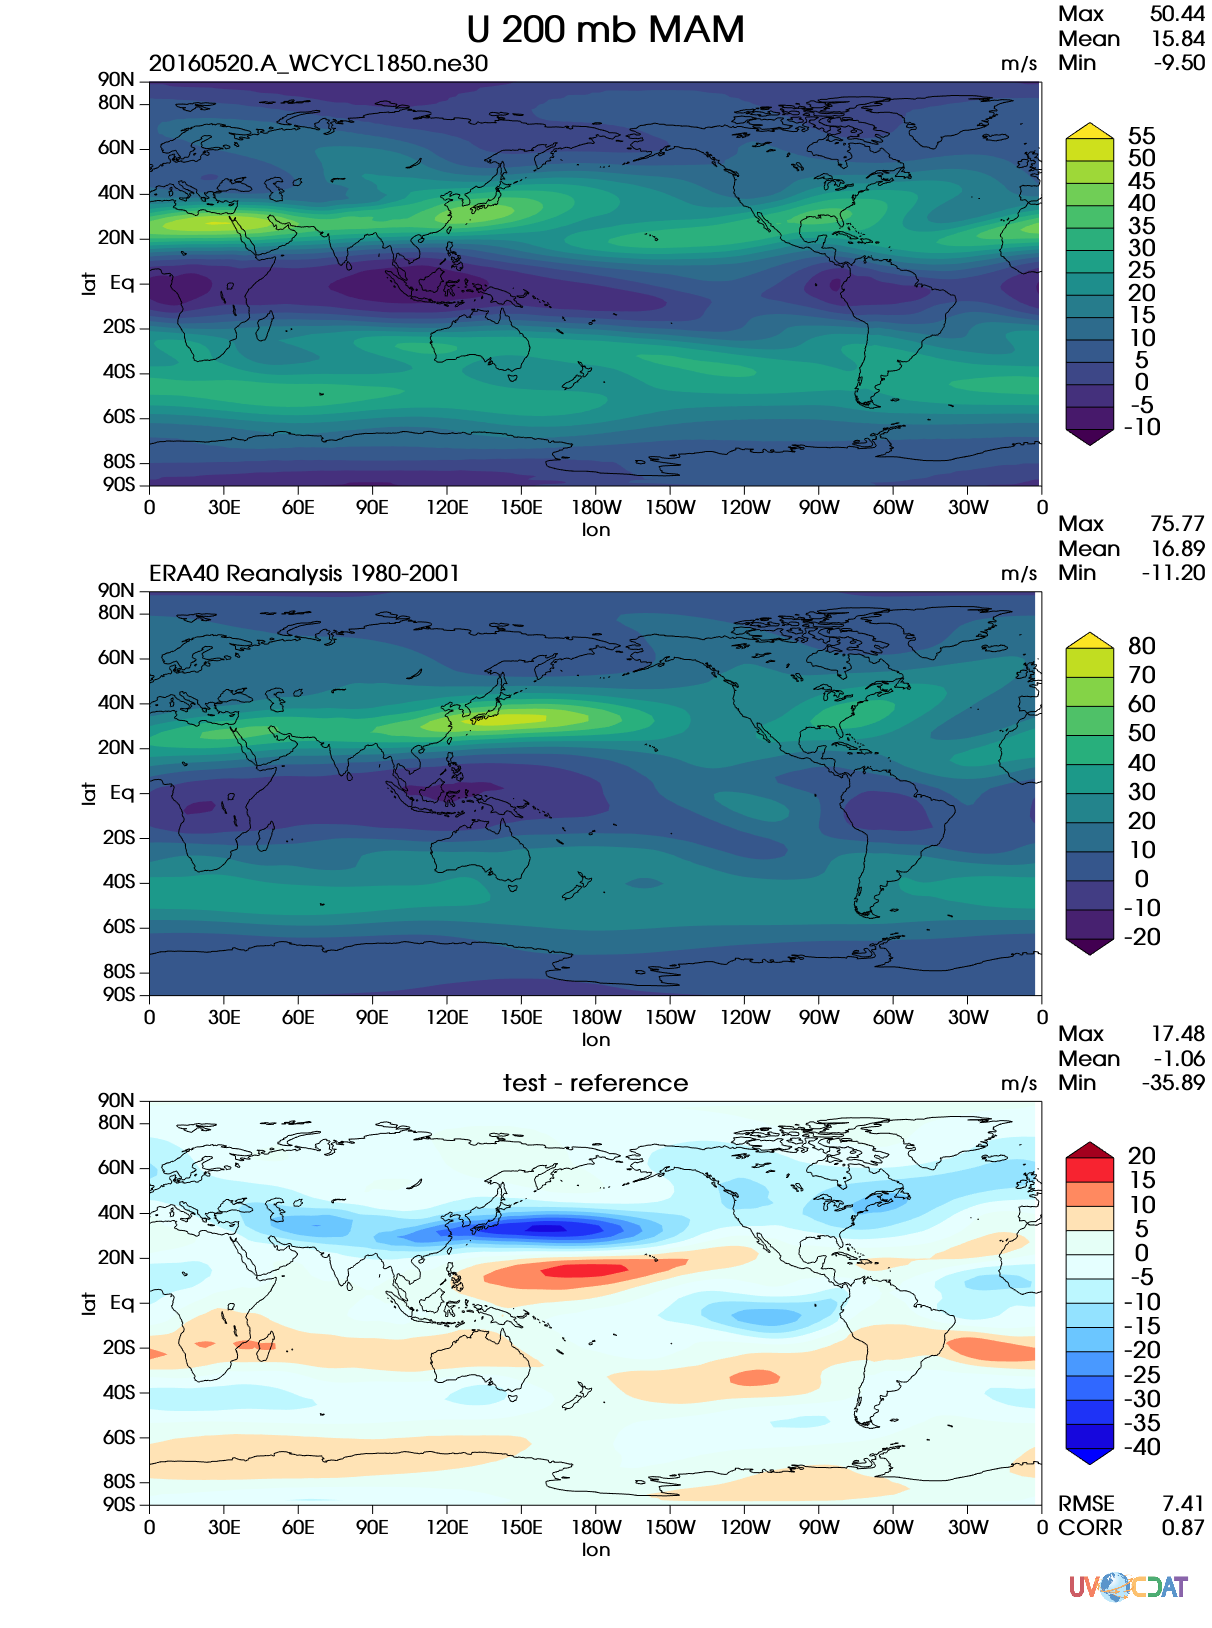 U 200 mb MAM
Max 50.44
Mean 15.84
Min -9.50
20160520.A_WCYCL1850.ne30
m/s
90N
80N
60N
40N
20N
Eq
20S
40S
60S
80S
90S
lat
0 30E 60E 90E 120E 150E 180W 150W 120W 90W 60W 30W 0
lon
55
50
45
40
35
30
25
20
15
10
5
0
-5
-10
Max 75.77
Mean 16.89
Min -11.20
ERA40 Reanalysis 1980-2001
m/s
90N
80N
60N
40N
20N
Eq
20S
40S
60S
80S
90S
lat
0 30E 60E 90E 120E 150E 180W 150W 120W 90W 60W 30W 0
lon
80
70
60
50
40
30
20
10
0
-10
-20
Max 17.48
Mean -1.06
Min -35.89
test - reference
m/s
90N
80N
60N
40N
20N
Eq
20S
40S
60S
80S
90S
lat
0 30E 60E 90E 120E 150E 180W 150W 120W 90W 60W 30W 0
lon
20
15
10
5
0
-5
-10
-15
-20
-25
-30
-35
-40
RMSE 7.41
CORR 0.87
UV CDAT